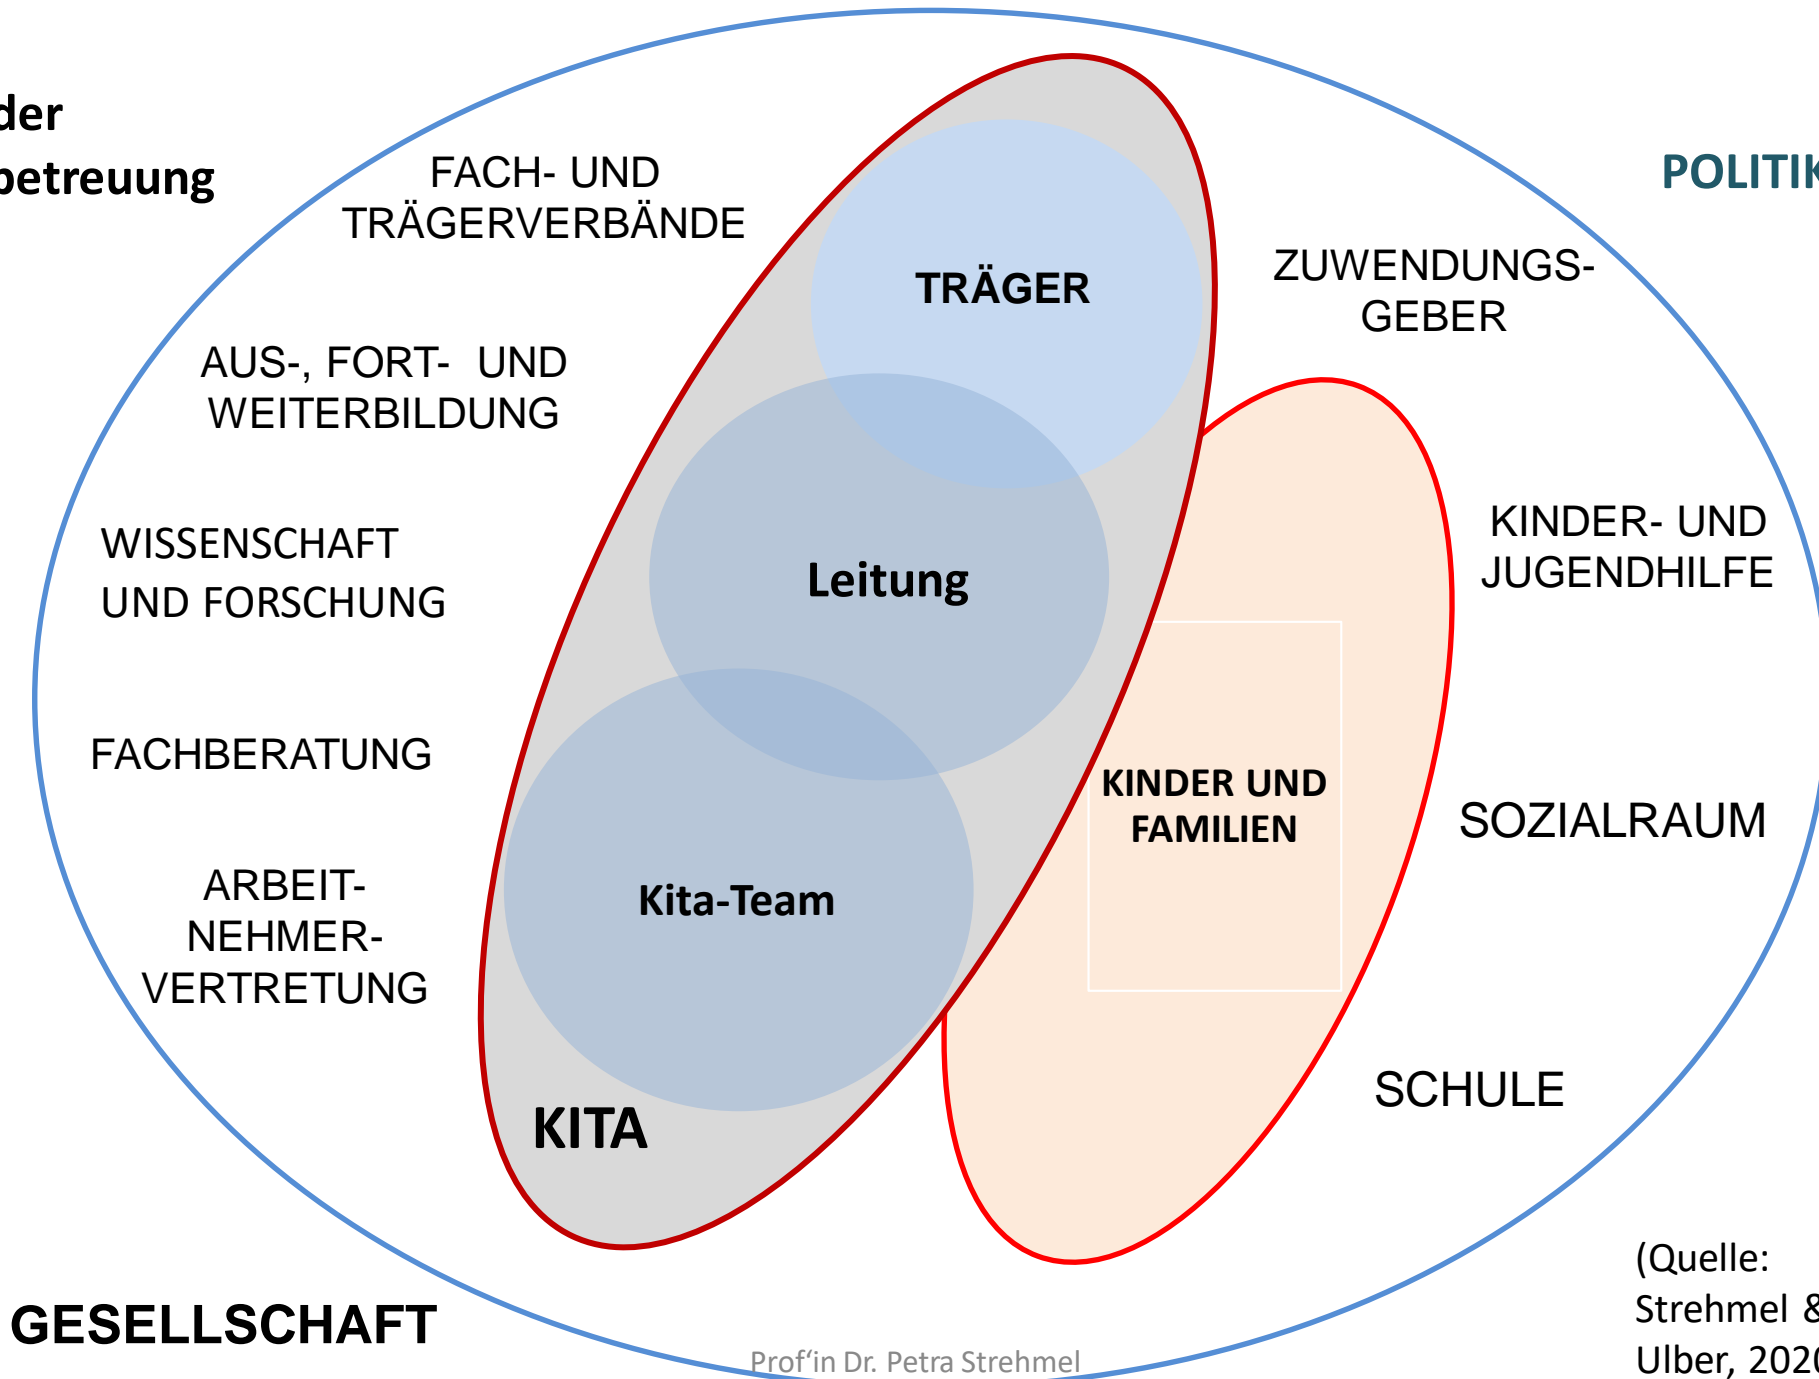 der
betreuung
FACH- UND
TRÄGERVERBÄNDE
POLITIK
TRÄGER
ZUWENDUNGS-
GEBER
AUS-, FORT- UND
WEITERBILDUNG
WISSENSCHAFT
UND FORSCHUNG
KINDER- UND
JUGENDHILFE
Leitung
FACHBERATUNG
KINDER UND
FAMILIEN
SOZIALRAUM
ARBEIT-
NEHMER-
VERTRETUNG
Kita-Team
SCHULE
KITA
GESELLSCHAFT
Prof‘in Dr. Petra Strehmel
(Quelle:
Strehmel &
Ulber, 2020